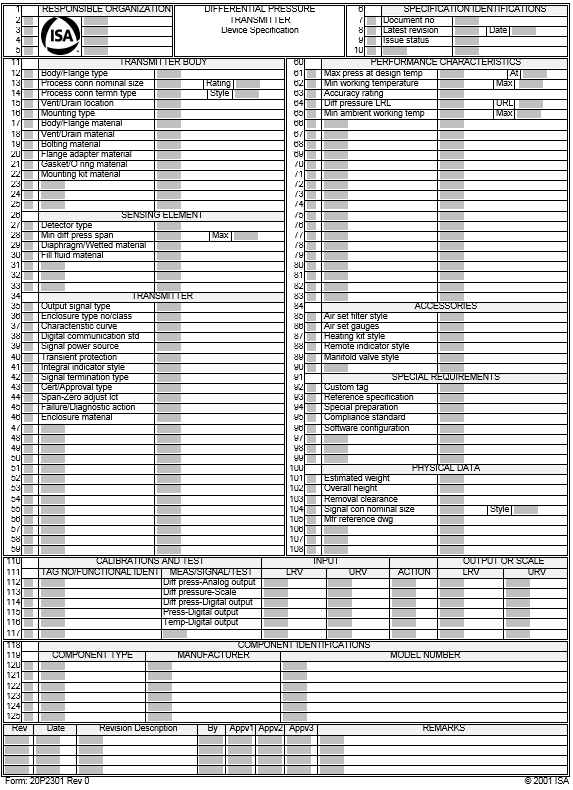 1 RESPONSIBLE ORGANIZATION DIFFERENTIAL PRESSURE 6 SPECIFICATION IDENTIFICATIONS
2 TRANSMITTER 7 Document no
3 ISA Device Specification 8 Latest revision Date
4 9 Issue status
5 10
11 TRANSMITTER BODY 60 PERFORMANCE CHARACTERISTICS
12 Body/Flange type 61 Max press at design temp At
13 Process conn nominal size Rating 62 Min working temperature Max
14 Process conn termn type Style 63 Accuracy rating
15 Vent/Drain location 64 Diff pressure LRL URL
16 Mounting type 65 Min ambient working temp Max
17 Body/Flange material 66
18 Vent/Drain material 67
19 Bolting material 68
20 Flange adapter material 69
21 Gasket/O ring material 70
22 Mounting kit material 71
23 72
24 73
25 74
26 SENSING ELEMENT 75
27 Detector type 76
28 Min diff press span Max 77
29 Diaphragm/Wetted material 78
30 Fill fluid material 79
31 80
32 81
33 82
34 TRANSMITTER 83
35 Output signal type 84 ACCESSORIES
36 Enclosure type no/class 85 Air set filter style
37 Characteristic curve 86 Air set gauges
38 Digital communication std 87 Heating kit style
39 Signal power source 88 Remote indicator style
40 Transient protection 89 Manifold valve style
41 Integral indicator style 90
42 Signal termination type 91 SPECIAL REQUIREMENTS
43 Cert/Approval type 92 Custom tag
44 Span-Zero adjust lct 93 Reference specification
45 Failure/Diagnostic action 94 Special preparation
46 Enclosure material 95 Compliance standard
47 96 Software configuration
48 97
49 98
50 99
51 100 PHYSICAL DATA
52 101 Estimated weight
53 102 Overall height
54 103 Removal clearance
55 104 Signal con nominal size Style
56 105 Mfr reference dwg
57 106
58 107
59 108
110 CALIBRATIONS AND TEST INPUT OUTPUT OR SCALE
111 TAG NO/FUNCTIONAL IDENT MEAS/SIGNAL/TEST LRV URV ACTION LRV URV
112 Diff press-Analog output
113 Diff pressure-Scale
114 Diff press-Digital output
115 Press-Digital output
116 Temp-Digital output
117
118 COMPONENT IDENTIFICATIONS
119 COMPONENT TYPE MANUFACTURER MODEL NUMBER
120
121
122
123
124
125
Rev Date Revision Description By Appv1 Appv2 Appv3 REMARKS
Form: 20P2301 Rev 0 © 2001 ISA